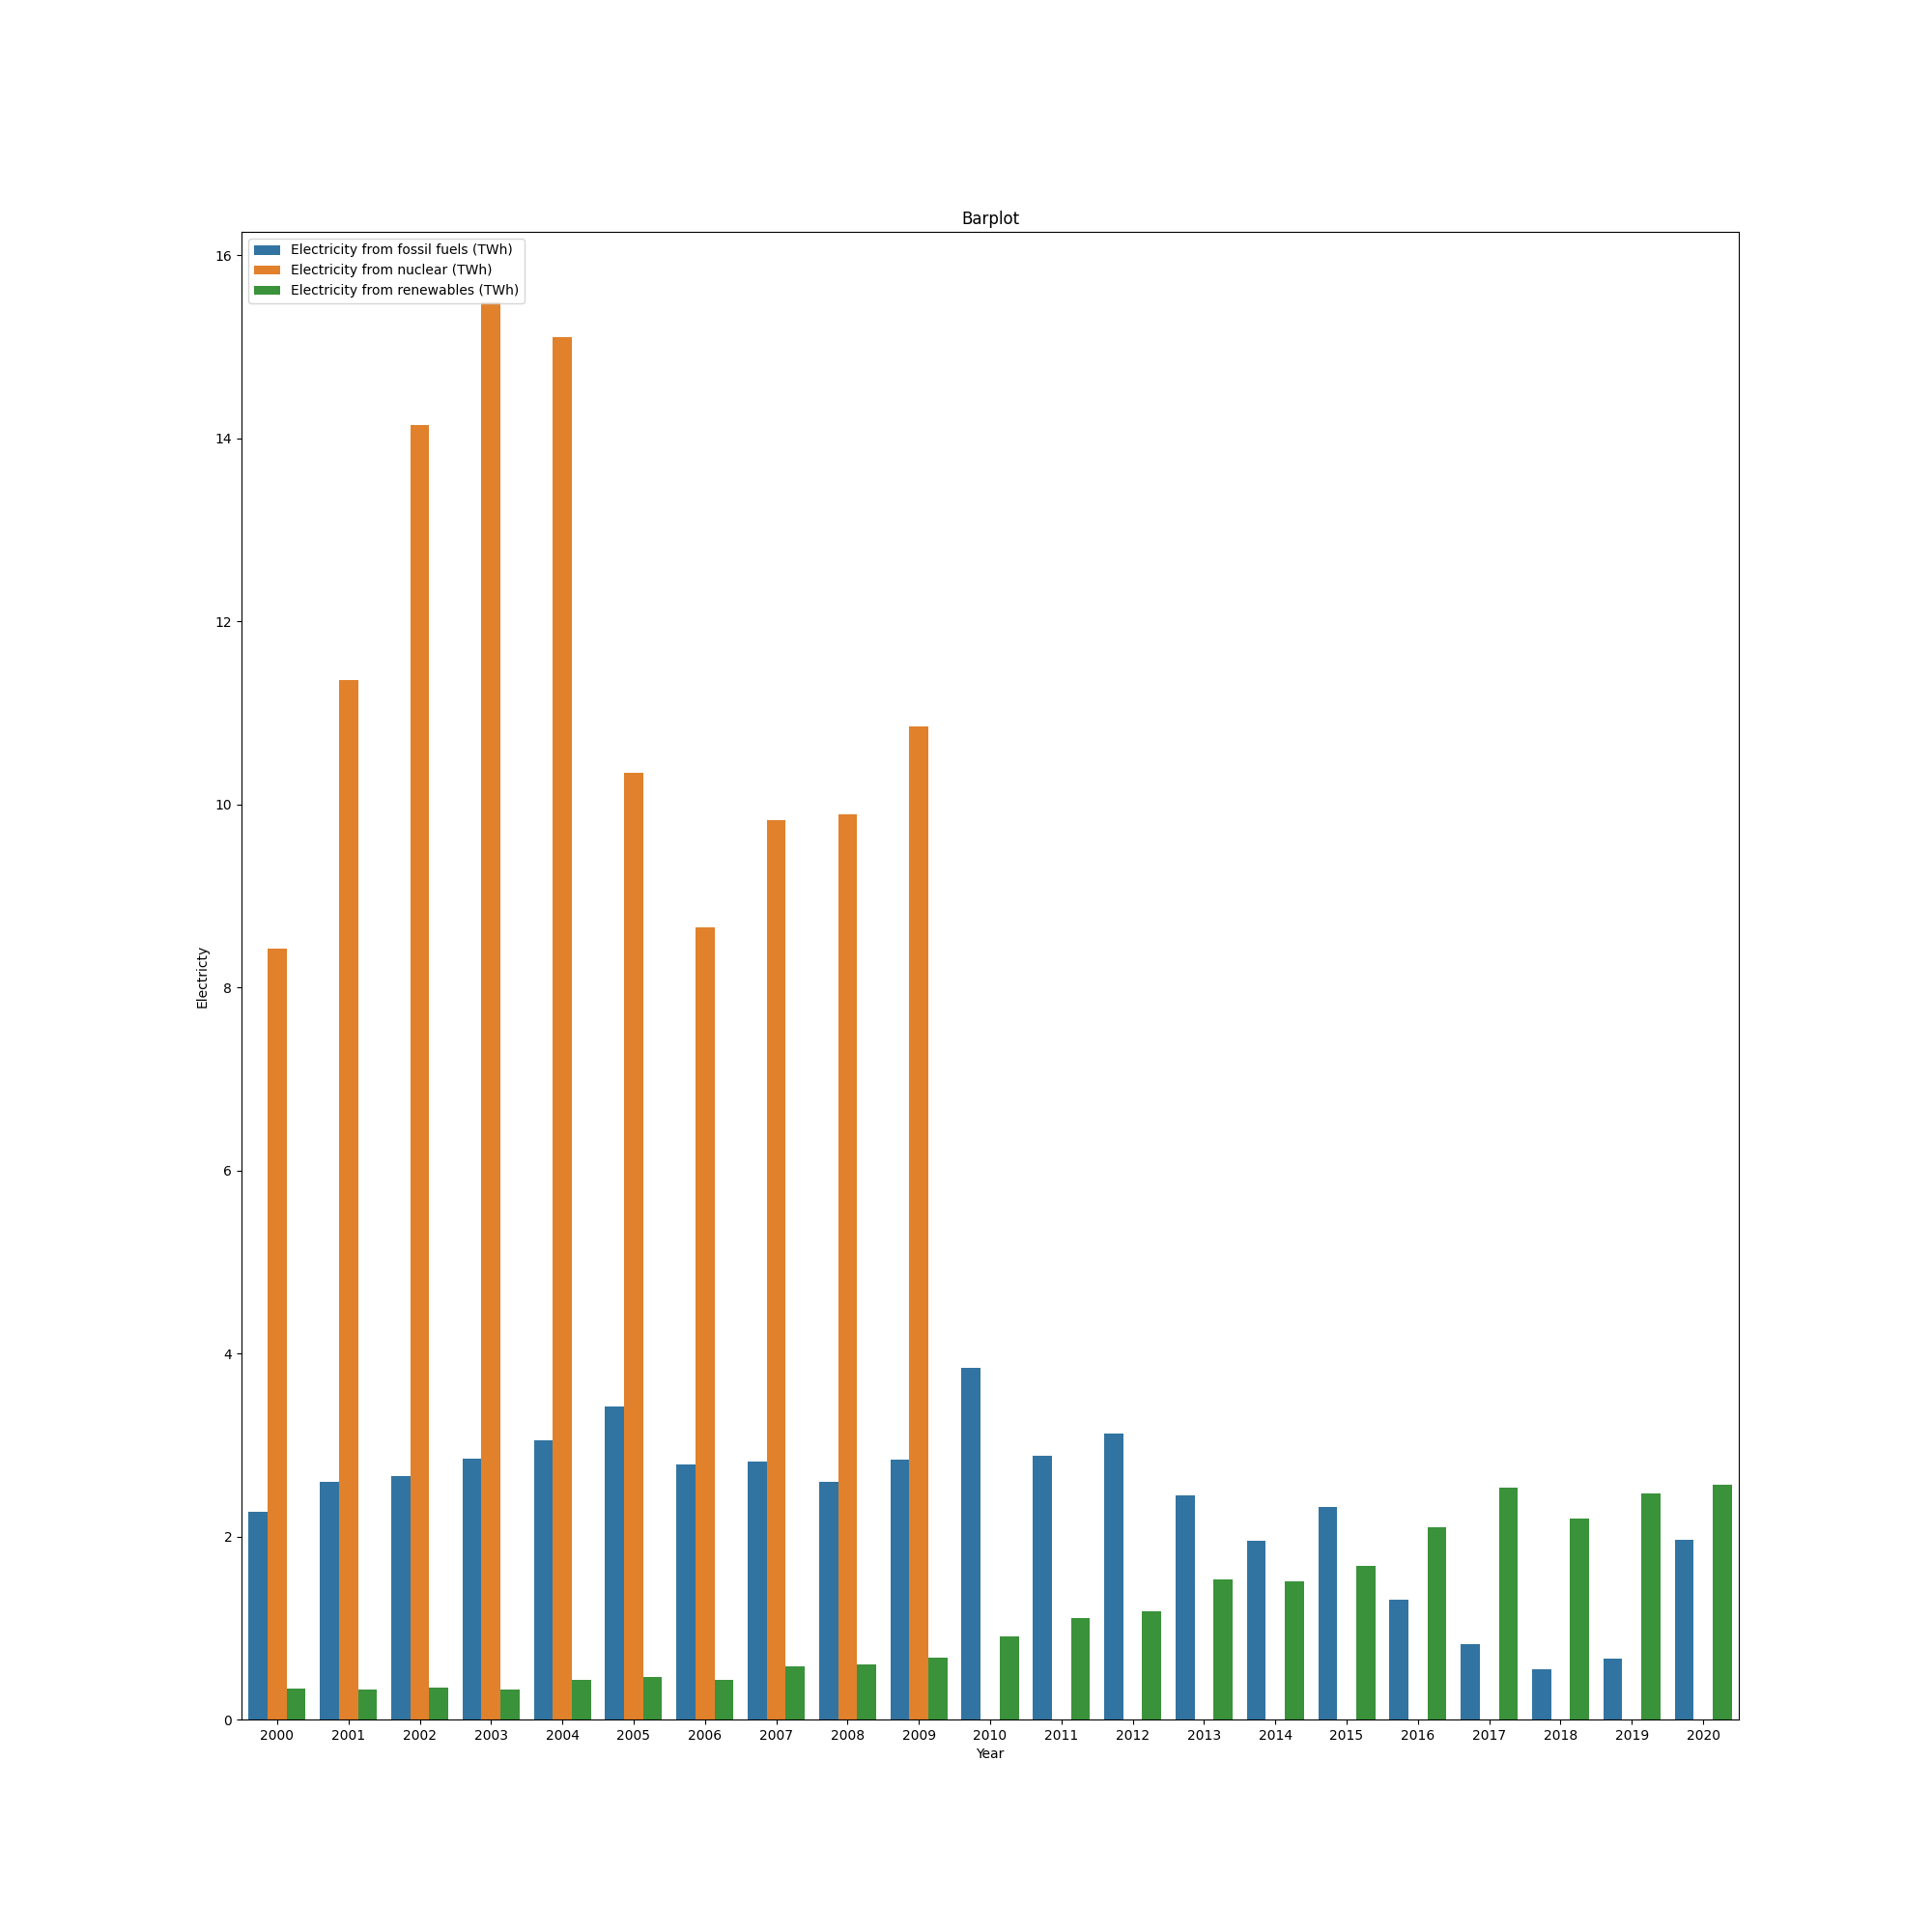 Barplot
Electricity from fossil fuels (TWh)
Electricity from nuclear (TWh)
Electricity from renewables (TWh)
16
14
12
10
8
6
4
2
0
Electricty
2000 2001 2002 2003 2004 2005 2006 2007 2008 2009 2010 2011 2012 2013 2014 2015 2016 2017 2018 2019 2020
Year